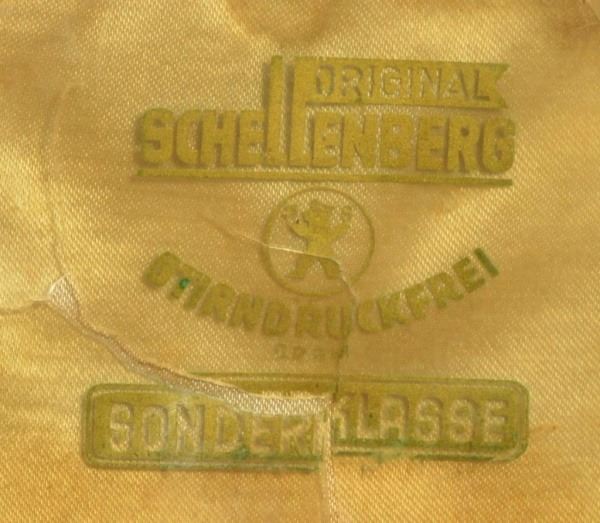 ORIGINAL
SCHELLENBERG
STIRNDRUCKFREI
SONDERKLASSE